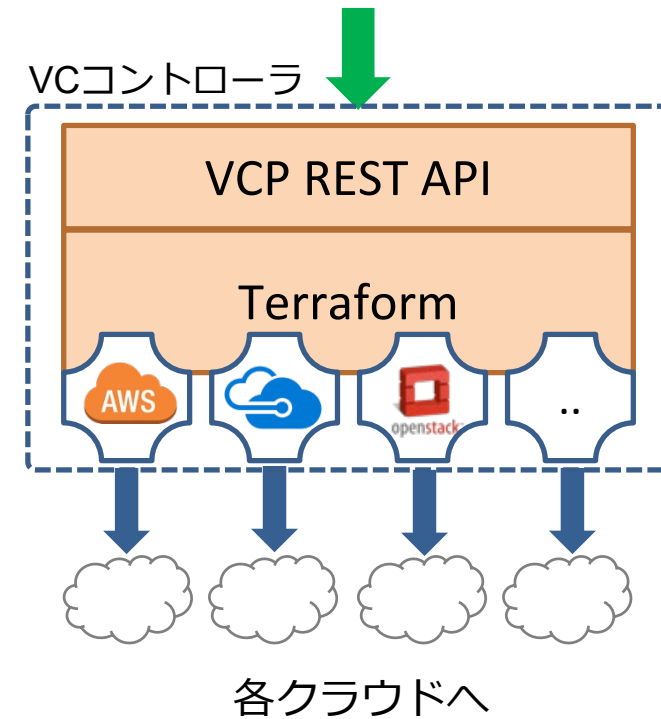 VCコントローラ
VCP REST API
Terraform
AWS
openstack
..
各クラウドへ